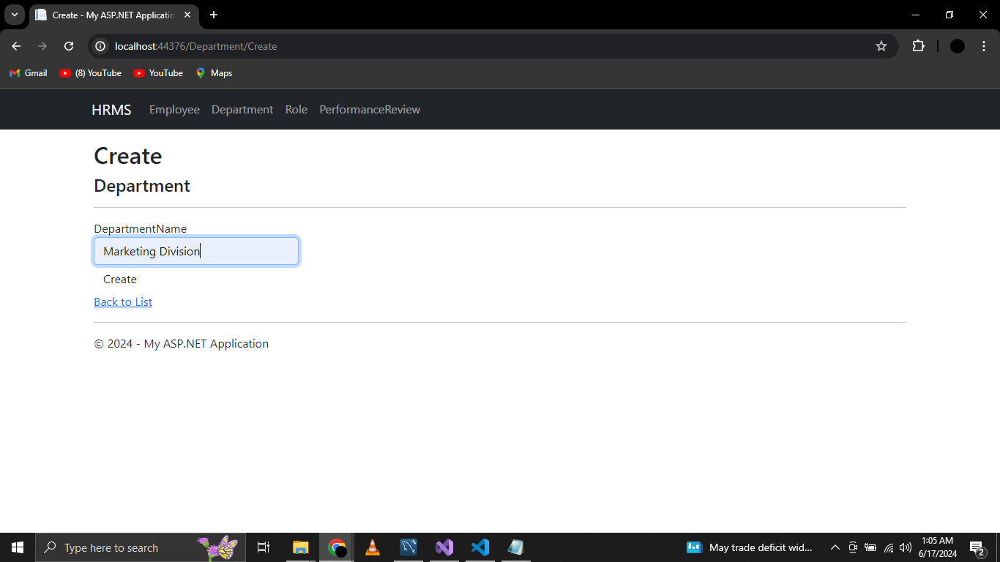 Create - My ASP.NET Applicatio
localhost:44376/Department/Create
Gmail (8) YouTube YouTube Maps
HRMS Employee Department Role PerformanceReview
Create
Department
DepartmentName
Marketing Division
Create
Back to List
© 2024 - My ASP.NET Application
Type here to search
May trade deficit wid...
1:05 AM
6/17/2024
2